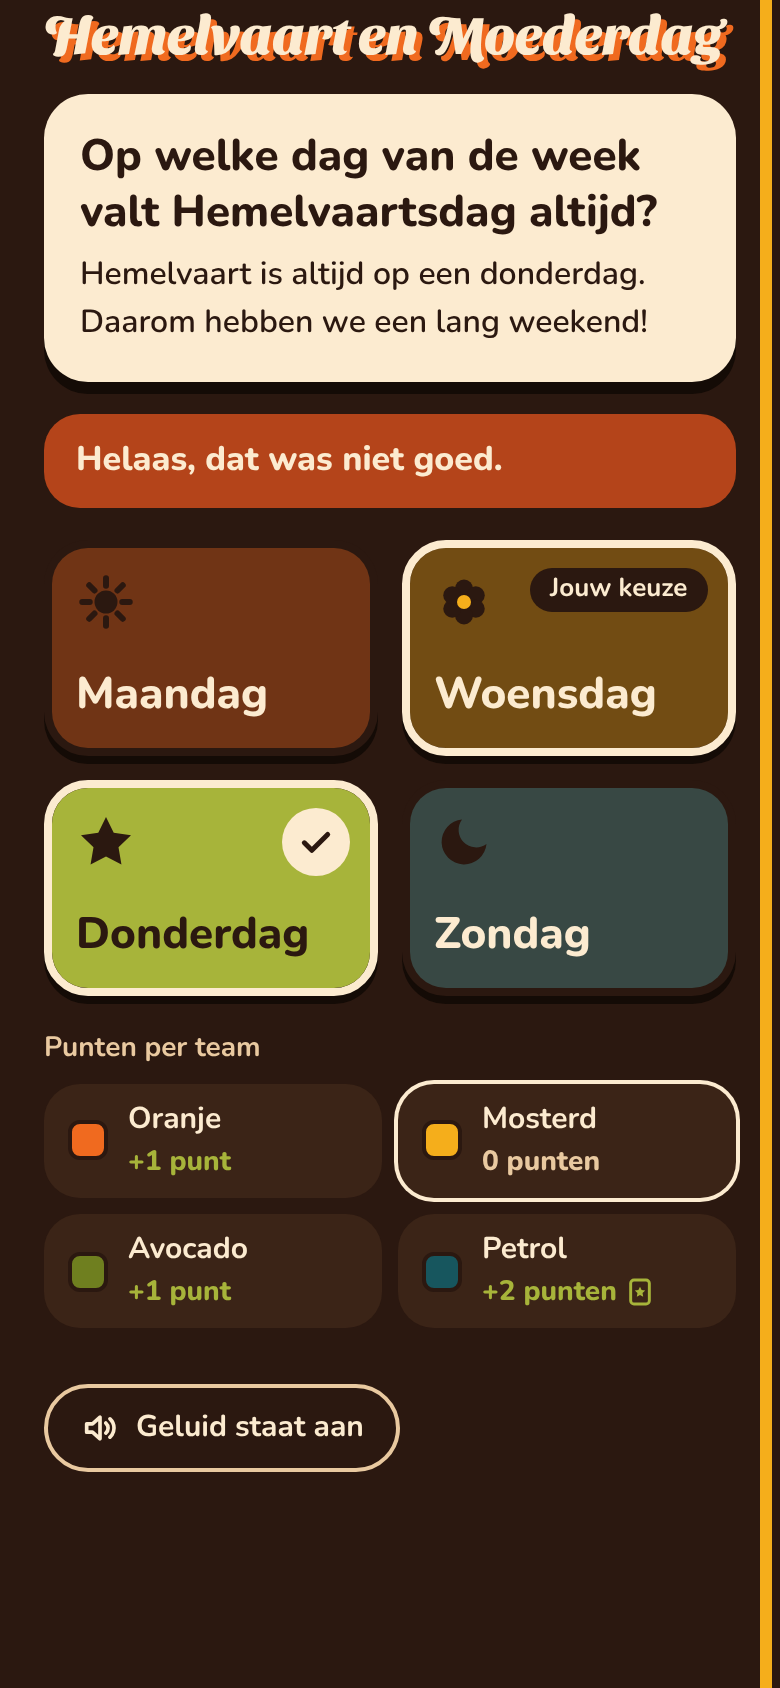 Hemelvaart en Moederdag
Op welke dag van de week
valt Hemelvaartsdag altijd?
Hemelvaart is altijd op een donderdag.
Daarom hebben we een lang weekend!
Helaas, dat was niet goed.
Maandag
Jouw keuze
Woensdag
Donderdag
Zondag
Punten per team
Oranje
+1 punt
Mosterd
0 punten
Avocado
+1 punt
Petrol
+2 punten
Geluid staat aan